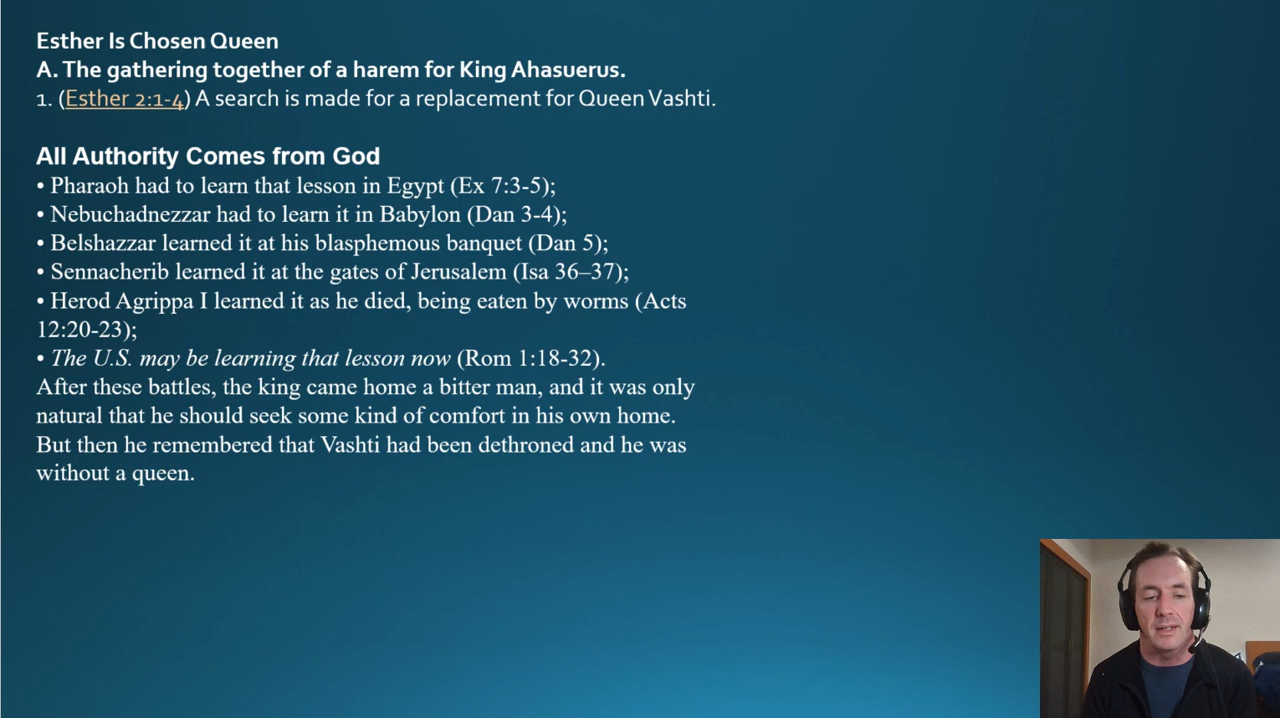 Esther Is Chosen Queen
A. The gathering together of a harem for King Ahasuerus.
1. (Esther 2:1-4) A search is made for a replacement for Queen Vashti.
All Authority Comes from God
• Pharaoh had to learn that lesson in Egypt (Ex 7:3-5);
• Nebuchadnezzar had to learn it in Babylon (Dan 3-4);
• Belshazzar learned it at his blasphemous banquet (Dan 5);
• Sennacherib learned it at the gates of Jerusalem (Isa 36–37);
• Herod Agrippa I learned it as he died, being eaten by worms (Acts
12:20-23);
• The U.S. may be learning that lesson now (Rom 1:18-32).
After these battles, the king came home a bitter man, and it was only
natural that he should seek some kind of comfort in his own home.
But then he remembered that Vashti had been dethroned and he was
without a queen.